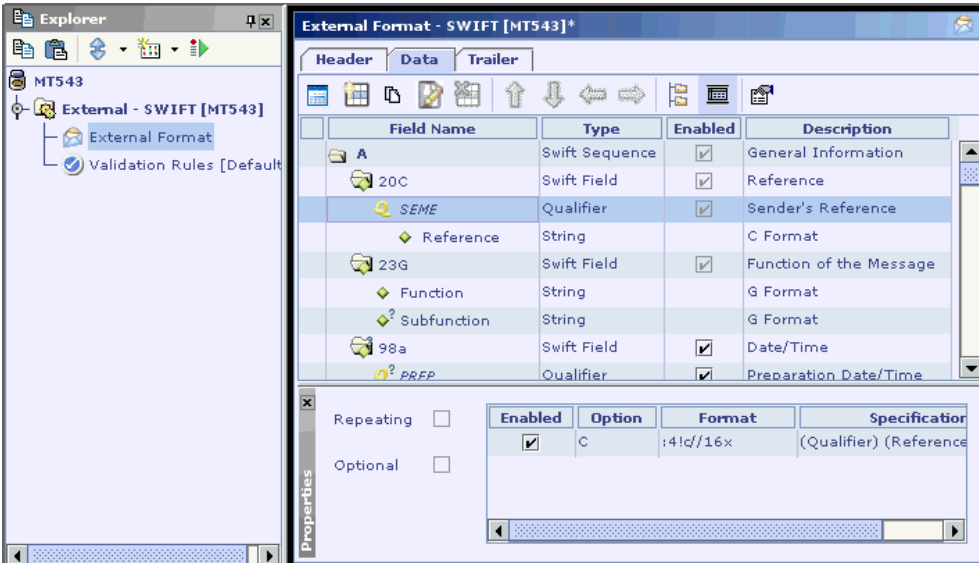 Explorer
MT543
External - SWIFT [MT543]
External Format
Validation Rules [Default
External Format - SWIFT [MT543]*
Header Data Trailer
Field Name Type Enabled Description
A Swift Sequence General Information
20C Swift Field Reference
SEME Qualifier Sender's Reference
Reference String C Format
23G Swift Field Function of the Message
Function String G Format
? Subfunction String G Format
98a Swift Field Date/Time
? PREP Qualifier Preparation Date/Time
Properties
Repeating
Optional
Enabled Option Format Specification
C :4!c//16x (Qualifier) (Reference